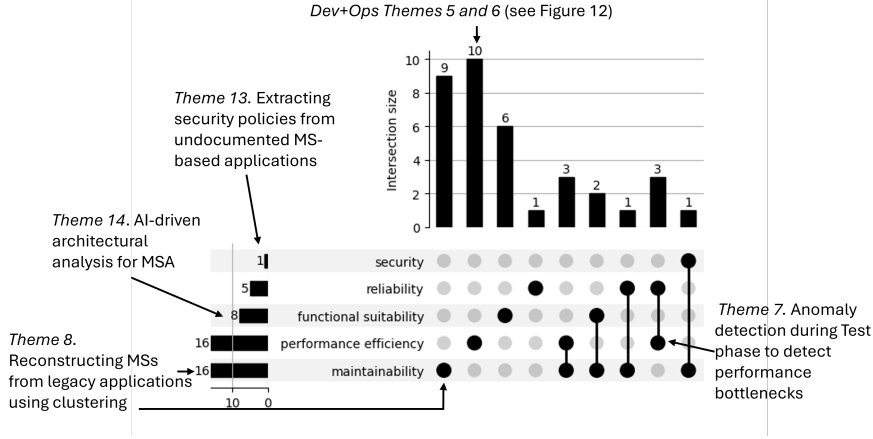 Dev+Ops Themes 5 and 6 (see Figure 12)
10
9
6
1
3
2
1
3
1
10
8
6
4
2
0
Intersection size
Theme 13. Extracting
security policies from
undocumented MS-
based applications
Theme 14. AI-driven
architectural
analysis for MSA
Theme 8.
Reconstructing MSs
from legacy applications
using clustering
1
5
8
16
16
10
0
security
reliability
functional suitability
performance efficiency
maintainability
Theme 7. Anomaly
detection during Test
phase to detect
performance
bottlenecks